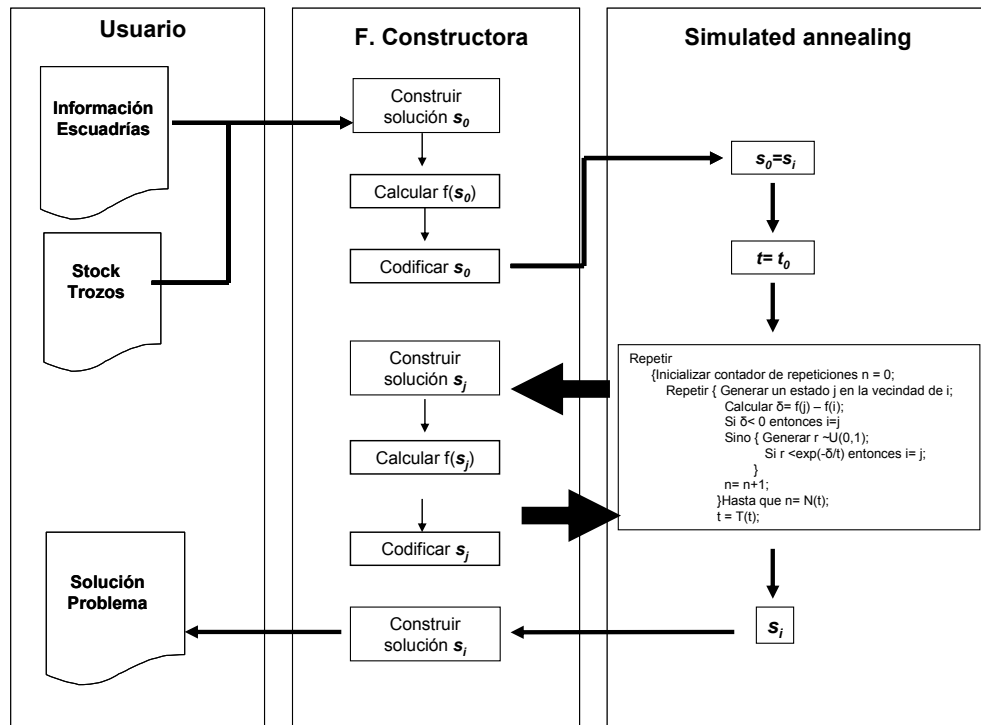 Usuario
Información
Escuadrías
Stock
Trozos
Solución
Problema
F. Constructora
Construir
solución s0
Calcular f(s0)
Codificar s0
Construir
solución sj
Calcular f(sj)
Codificar sj
Construir
solución si
Simulated annealing
s0=si
t= t0
Repetir
{Inicializar contador de repeticiones n = 0;
Repetir { Generar un estado j en la vecindad de i;
Calcular δ= f(j) – f(i);
Si δ< 0 entonces i=j
Sino { Generar r ~U(0,1);
Si r <exp(-δ/t) entonces i= j;
}
n= n+1;
}Hasta que n= N(t);
t = T(t);
si